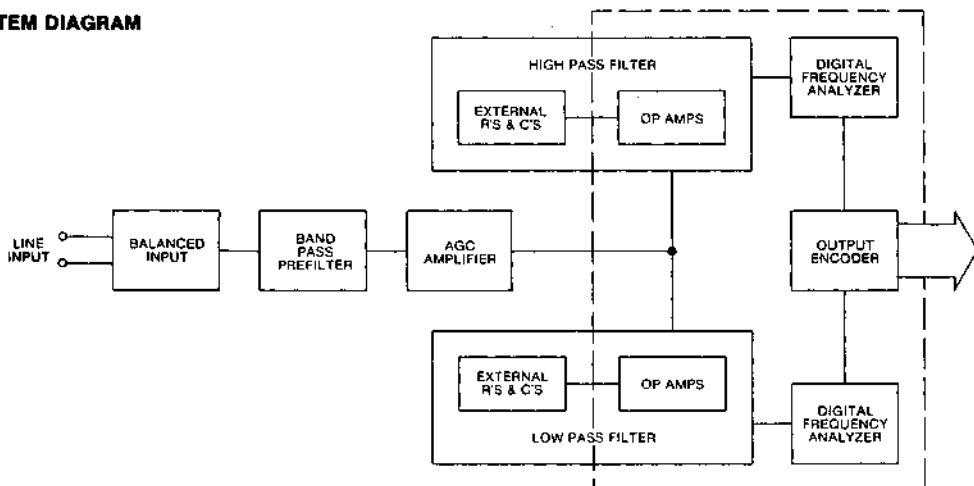 TEM DIAGRAM
HIGH PASS FILTER
EXTERNAL
R'S & C'S
OP AMPS
DIGITAL
FREQUENCY
ANALYZER
LINE
INPUT
BALANCED
INPUT
BAND
PASS
PREFILTER
AGC
AMPLIFIER
OUTPUT
ENCODER
EXTERNAL
R'S & C'S
OP AMPS
LOW PASS FILTER
DIGITAL
FREQUENCY
ANALYZER